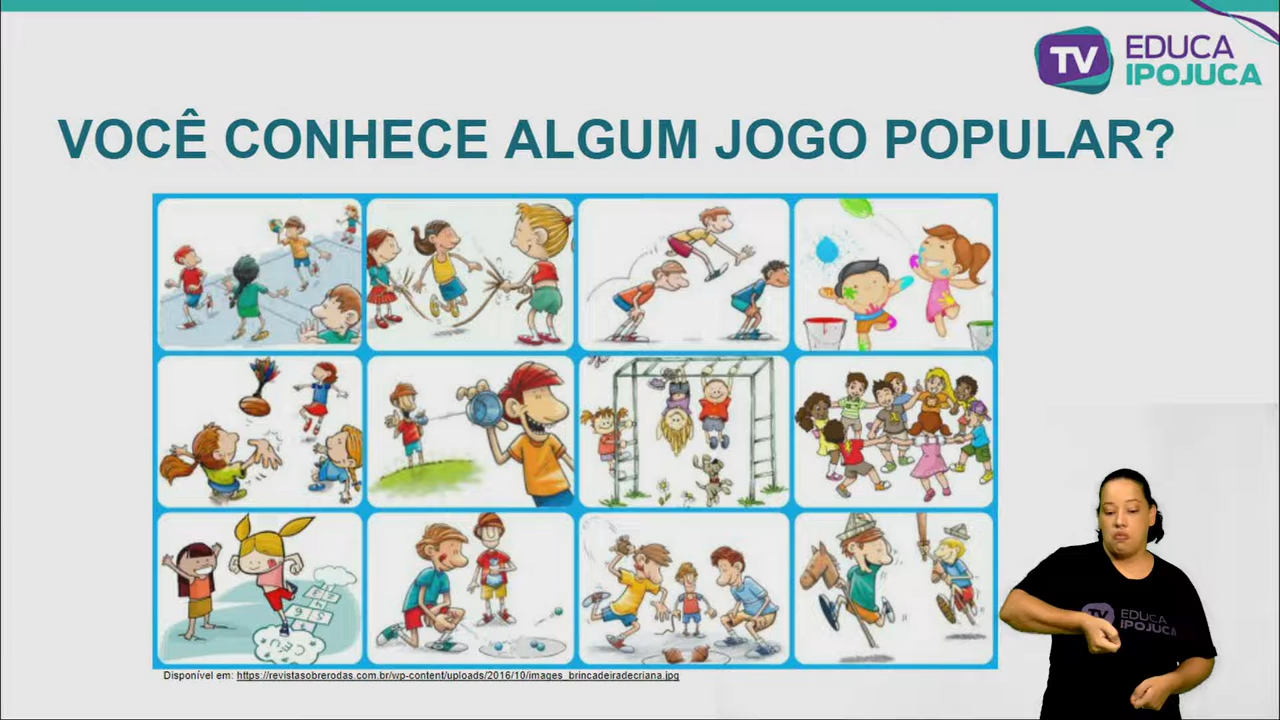 TV EDUCA
IPOJUCA
VOCÊ CONHECE ALGUM JOGO POPULAR?
CÉU
Disponível em: https://revistasobrerodas.com.br/wp-content/uploads/2016/10/images_brincadeiradecriana.jpg
TV EDUCA
IPOJUCA